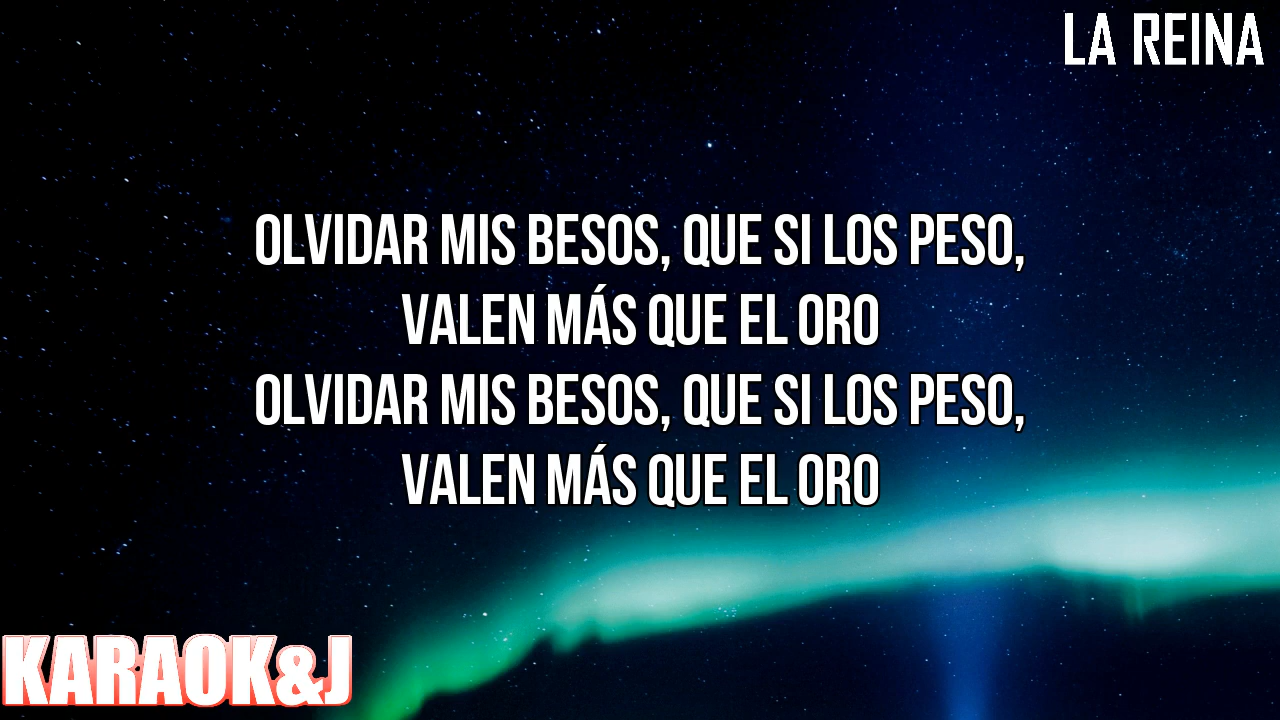 LA REINA
OLVIDAR MIS BESOS, QUE SI LOS PESO,
VALEN MÁS QUE EL ORO
OLVIDAR MIS BESOS, QUE SI LOS PESO,
VALEN MÁS QUE EL ORO
KARAOK&J